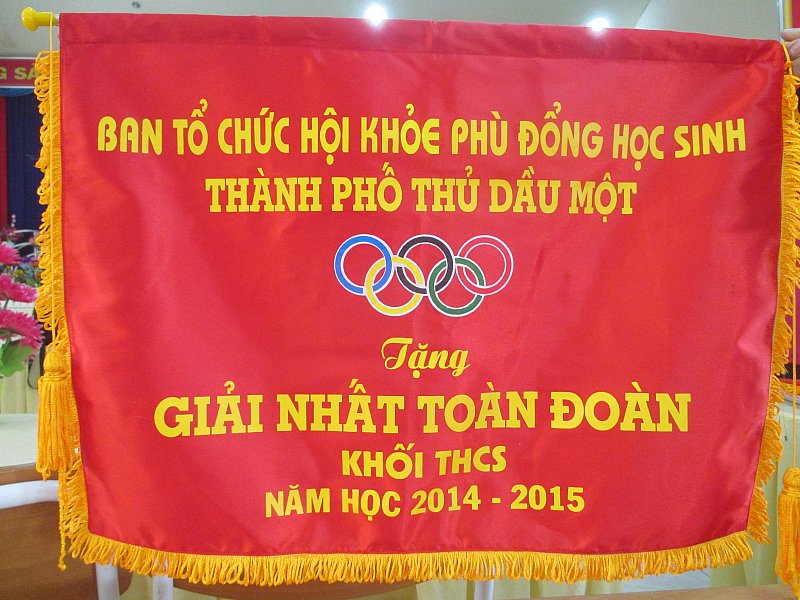 BAN TỔ CHỨC HỘI KHỎE PHÙ ĐỔNG HỌC SINH
THÀNH PHỐ THỦ DẦU MỘT
Tặng
GIẢI NHẤT TOÀN ĐOÀN
KHỐI THCS
NĂM HỌC 2014 - 2015